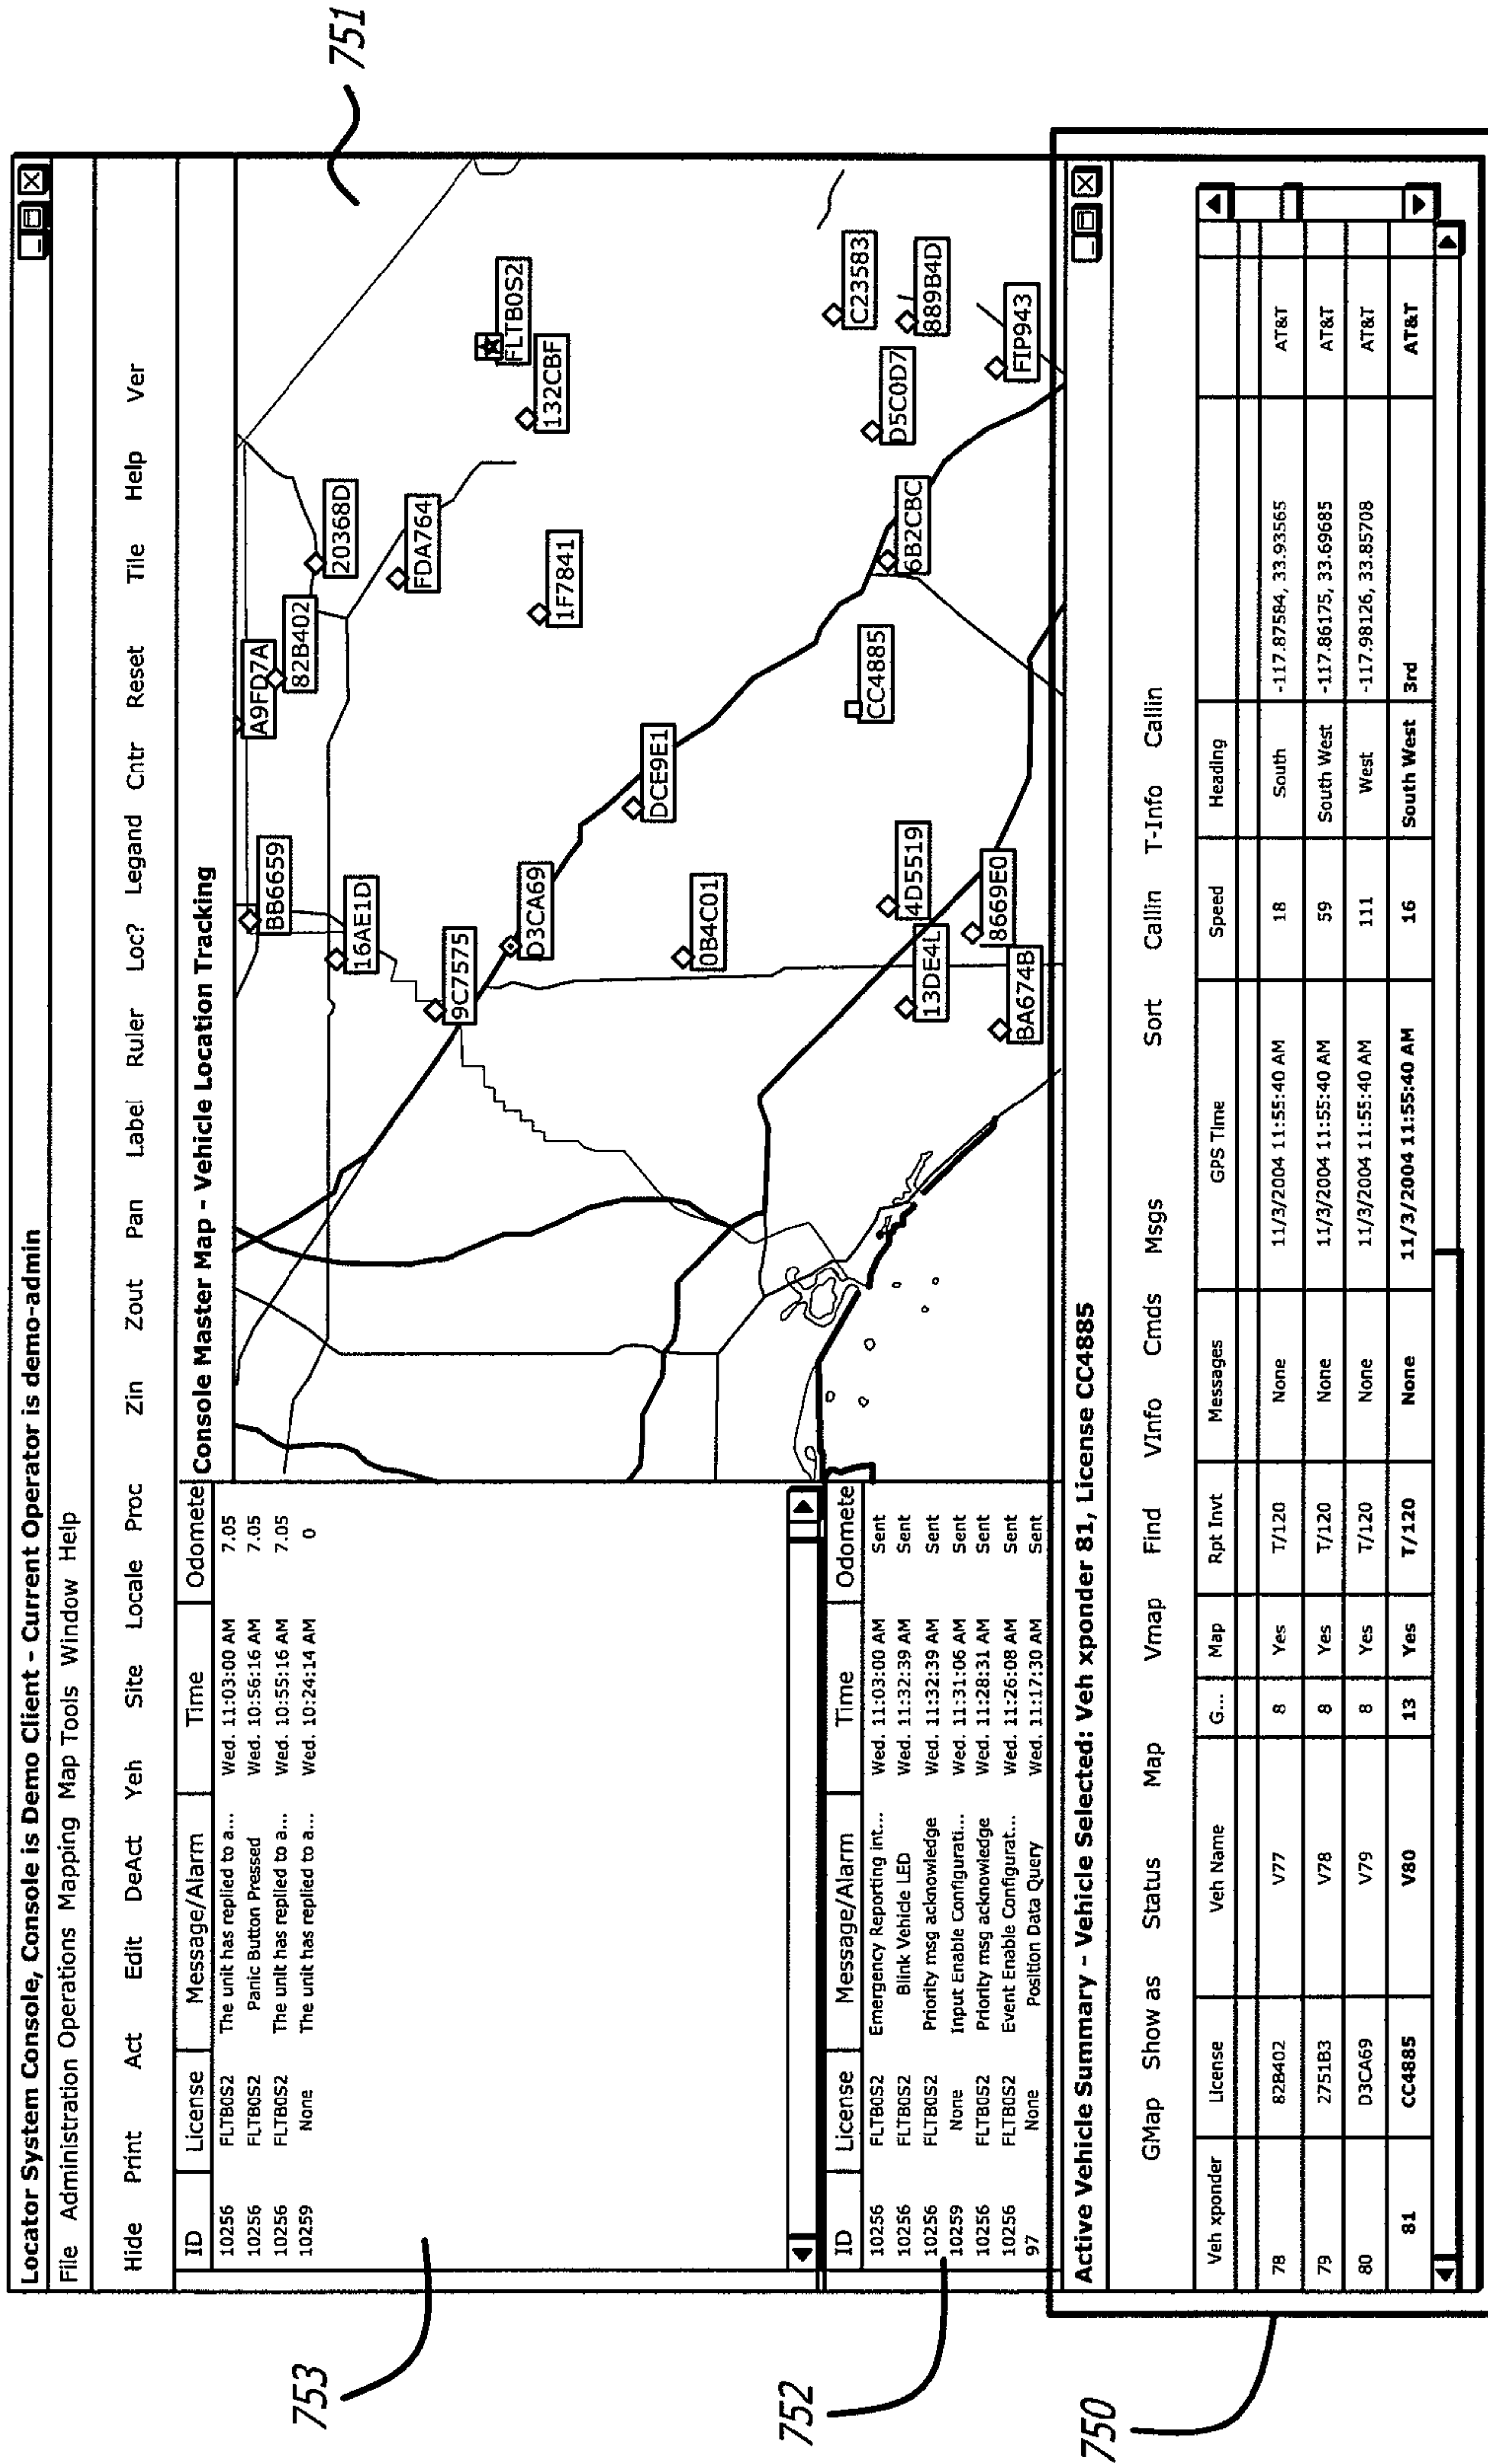 Locator System Console, Console is Demo Client - Current Operator is demo-admin
File Administration Operations Mapping Map Tools Window Help
Hide Print Act Edit DeAct Yeh Site Locale Proc Zin Zout Pan Label Ruler Loc? Legand Cntr Reset Tile Help Ver
ID License Message/Alarm Time Odomete
10256 FLTB0S2 The unit has replied to a... Wed. 11:03:00 AM 7.05
10256 FLTB0S2 Panic Button Pressed Wed. 10:56:16 AM 7.05
10256 FLTB0S2 The unit has replied to a... Wed. 10:55:16 AM 7.05
10259 None The unit has replied to a... Wed. 10:24:14 AM 0
ID License Message/Alarm Time Odomete
10256 FLTB0S2 Emergency Reporting int... Wed. 11:03:00 AM Sent
10256 FLTB0S2 Blink Vehicle LED Wed. 11:32:39 AM Sent
10256 FLTB0S2 Priority msg acknowledge Wed. 11:32:39 AM Sent
10259 None Input Enable Configurati... Wed. 11:31:06 AM Sent
10256 FLTB0S2 Priority msg acknowledge Wed. 11:28:31 AM Sent
10256 FLTB0S2 Event Enable Configurat... Wed. 11:26:08 AM Sent
97 None Position Data Query Wed. 11:17:30 AM Sent
Console Master Map - Vehicle Location Tracking
BB6659
A9FD7A
82B402
20368D
16AE1D
FDA764
9C7575
FLTB0S2
D3CA69
132CBF
1F7841
DCE9E1
0B4C01
C23583
CC4885
D5C0D7
4D5519
6B2CBC
889B4D
13DE4L
8669E0
BA674B
FIP943
Active Vehicle Summary - Vehicle Selected: Veh xponder 81, License CC4885
GMap Show as Status Map Vmap Find VInfo Cmds Msgs Sort Callin T-Info Callin
Veh xponder License Veh Name G... Map Rpt Invt Messages GPS Time Speed Heading
78 82B402 V77 8 Yes T/120 None 11/3/2004 11:55:40 AM 18 South -117.87584, 33.93565 AT&T
79 2751B3 V78 8 Yes T/120 None 11/3/2004 11:55:40 AM 59 South West -117.86175, 33.69685 AT&T
80 D3CA69 V79 8 Yes T/120 None 11/3/2004 11:55:40 AM 111 West -117.98126, 33.85708 AT&T
81 CC4885 V80 13 Yes T/120 None 11/3/2004 11:55:40 AM 16 South West 3rd AT&T
751
753
752
750